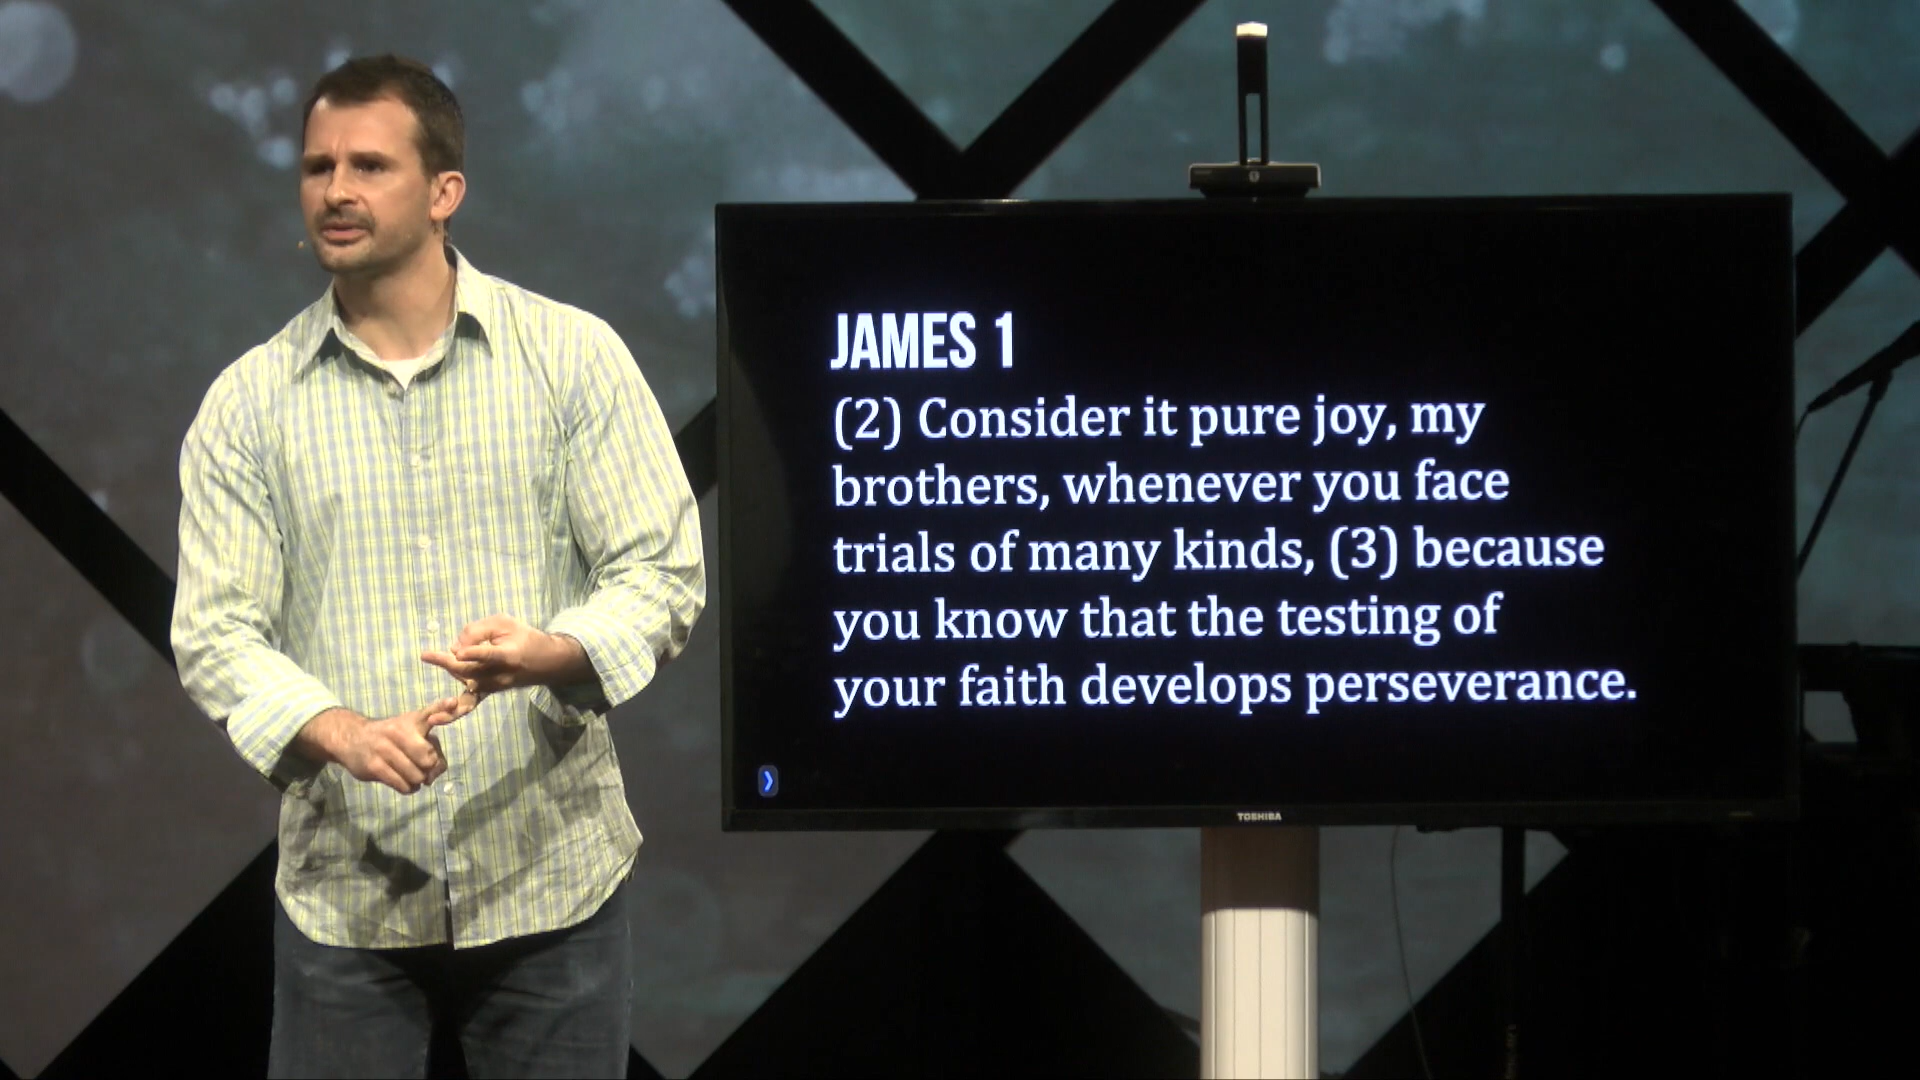 JAMES 1
(2) Consider it pure joy, my
brothers, whenever you face
trials of many kinds, (3) because
you know that the testing of
your faith develops perseverance.
TOSHIBA